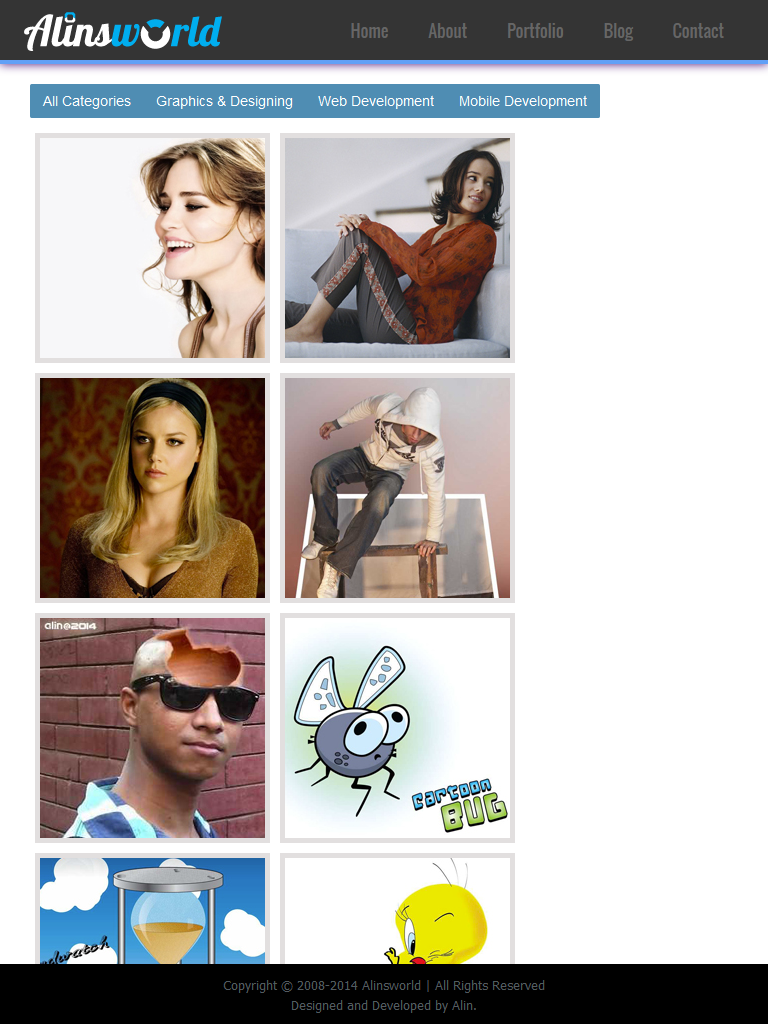 Alinsworld
Home About Portfolio Blog Contact
All Categories Graphics & Designing Web Development Mobile Development
alin@2014
cartoon
BUG
Copyright © 2008-2014 Alinsworld | All Rights Reserved
Designed and Developed by Alin.